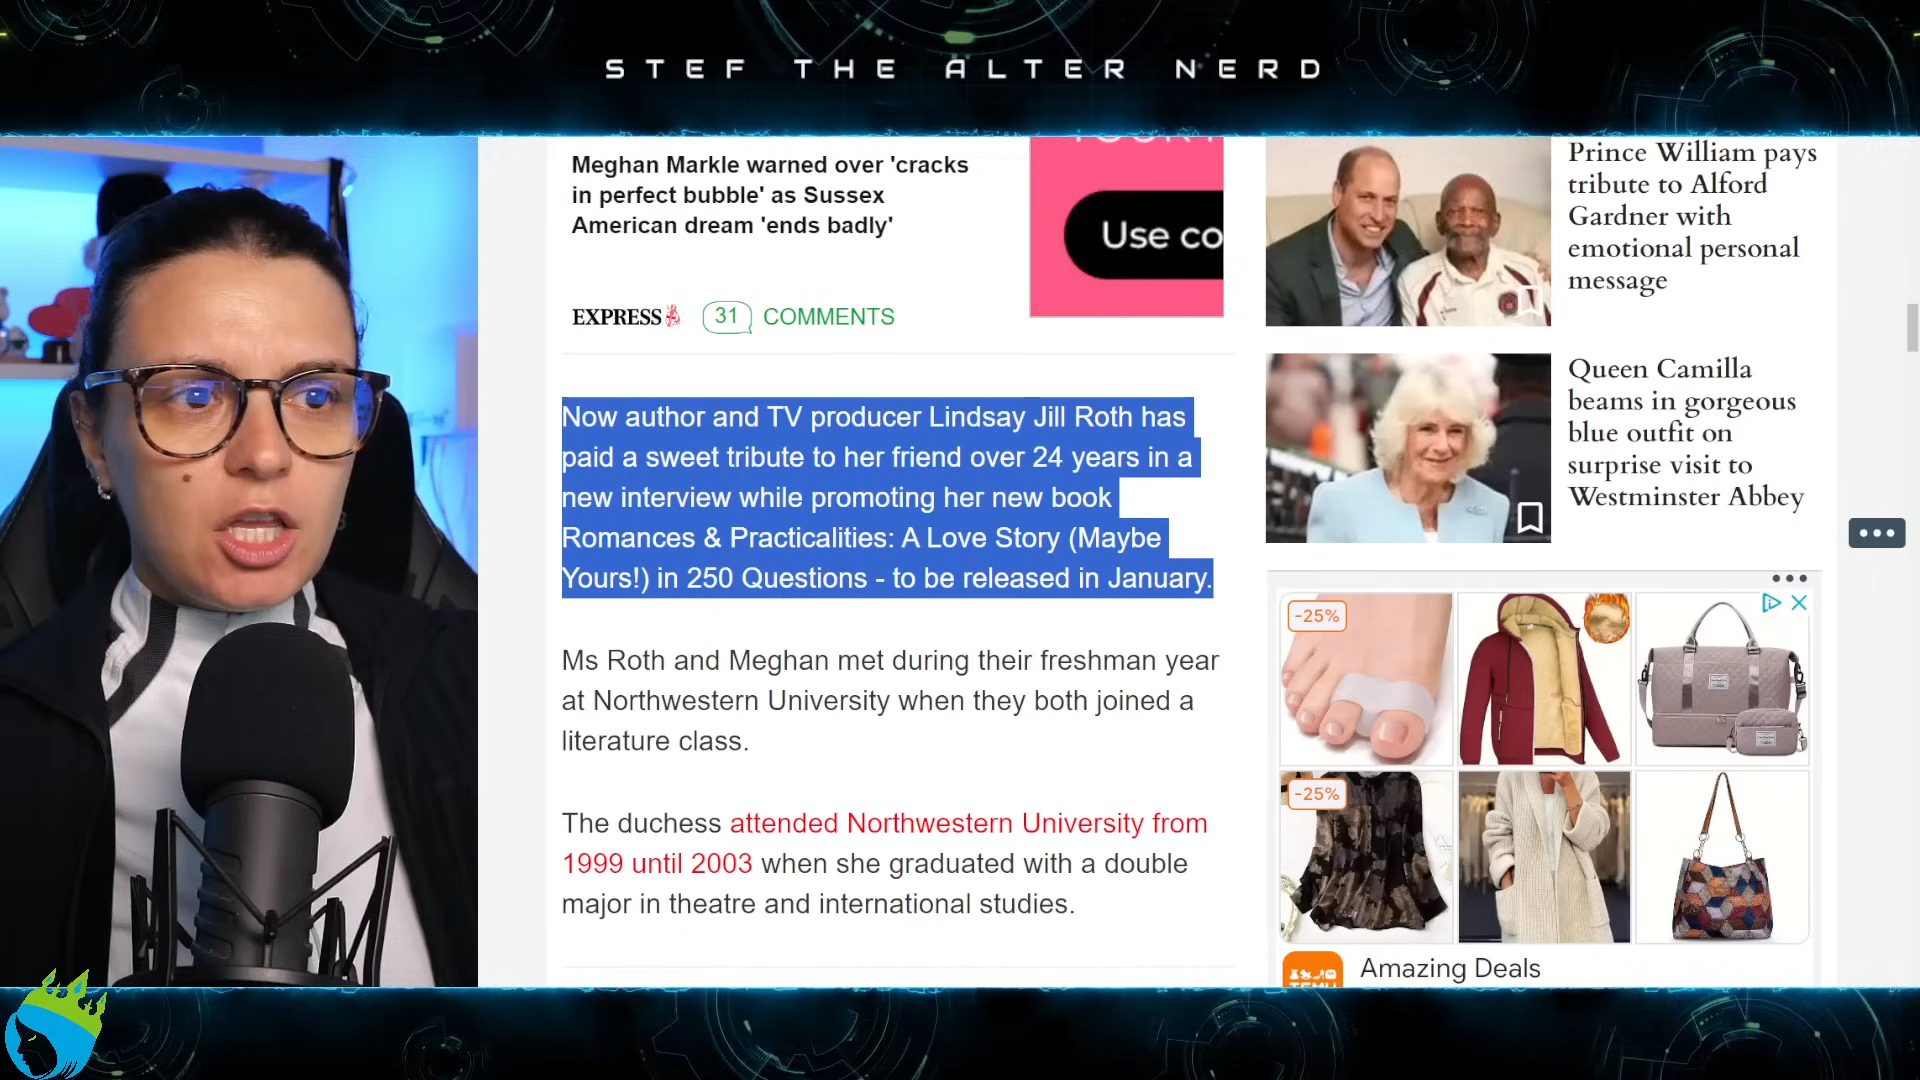 STEF THE ALTER NERD
Meghan Markle warned over 'cracks
in perfect bubble' as Sussex
American dream 'ends badly'
EXPRESS
31 COMMENTS
Use co
Now author and TV producer Lindsay Jill Roth has
paid a sweet tribute to her friend over 24 years in a
new interview while promoting her new book
Romances & Practicalities: A Love Story (Maybe
Yours!) in 250 Questions - to be released in January.
Ms Roth and Meghan met during their freshman year
at Northwestern University when they both joined a
literature class.
The duchess attended Northwestern University from
1999 until 2003 when she graduated with a double
major in theatre and international studies.
Prince William pays
tribute to Alford
Gardner with
emotional personal
message
Queen Camilla
beams in gorgeous
blue outfit on
surprise visit to
Westminster Abbey
-25%
-25%
Amazing Deals
TEMU